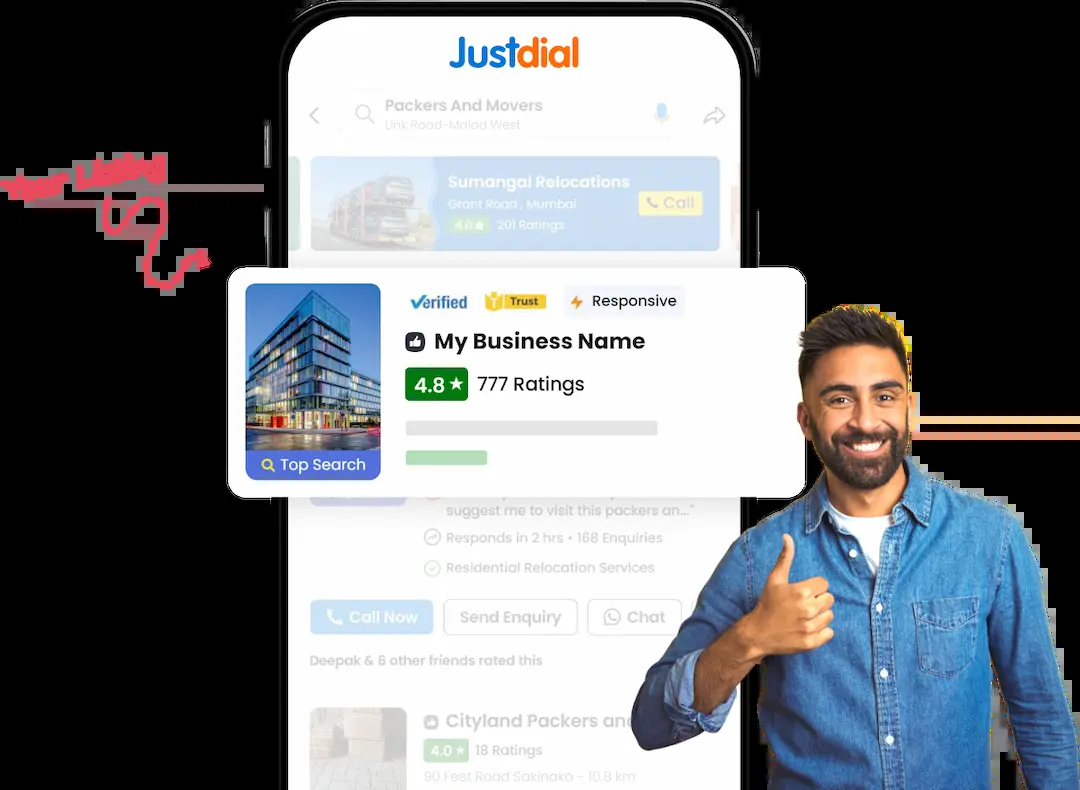 Justdial
Packers And Movers
Link Road-Malad West
Your Listing
Sumangal Relocations
Grant Road , Mumbai
Call
4.0★ 201 Ratings
Verified
Trust
Responsive
My Business Name
4.8★ 777 Ratings
Top Search
suggest me to visit this packers an..."
Responds in 2 hrs • 168 Enquiries
Residential Relocation Services
Call Now
Send Enquiry
Chat
Deepak & 8 other friends rated this
Cityland Packers and
4.0★ 18 Ratings
90 Feet Road Sakinaka - 10.8 km